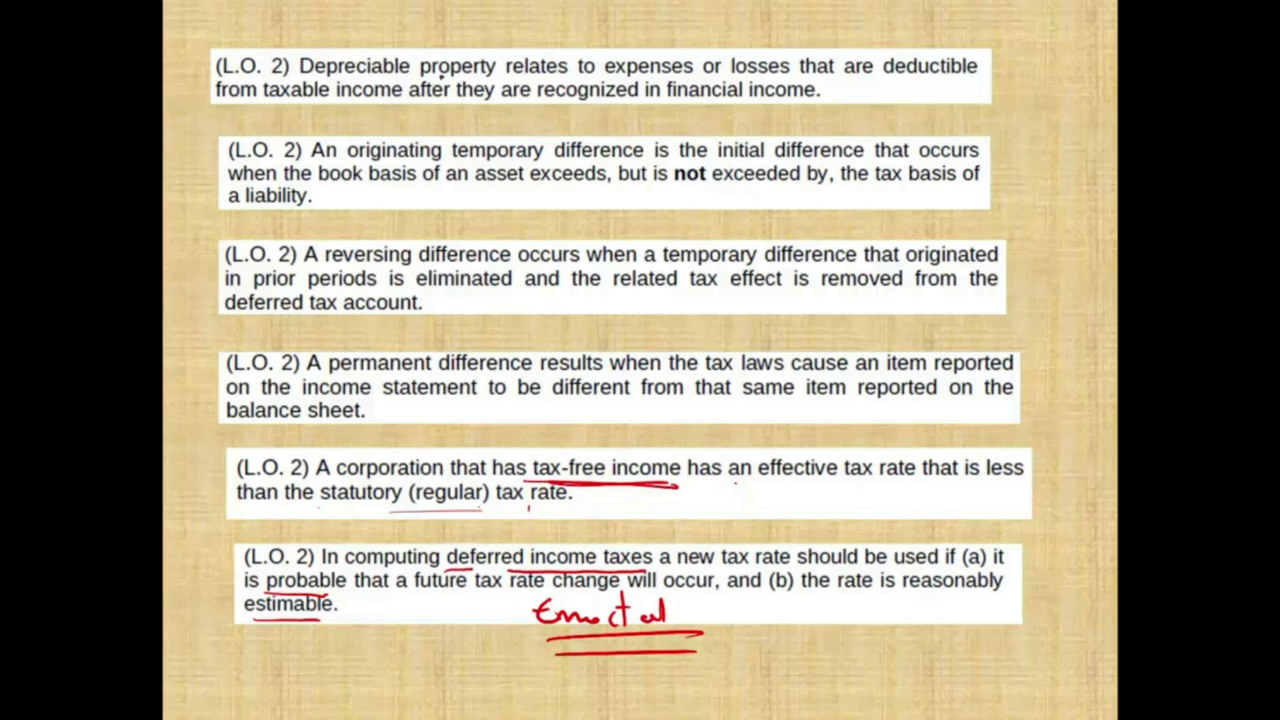 (L.O. 2) Depreciable property relates to expenses or losses that are deductible
from taxable income after they are recognized in financial income.
(L.O. 2) An originating temporary difference is the initial difference that occurs
when the book basis of an asset exceeds, but is not exceeded by, the tax basis of
a liability.
(L.O. 2) A reversing difference occurs when a temporary difference that originated
in prior periods is eliminated and the related tax effect is removed from the
deferred tax account.
(L.O. 2) A permanent difference results when the tax laws cause an item reported
on the income statement to be different from that same item reported on the
balance sheet.
(L.O. 2) A corporation that has tax-free income has an effective tax rate that is less
than the statutory (regular) tax rate.
(L.O. 2) In computing deferred income taxes a new tax rate should be used if (a) it
is probable that a future tax rate change will occur, and (b) the rate is reasonably
estimable.
Enacted